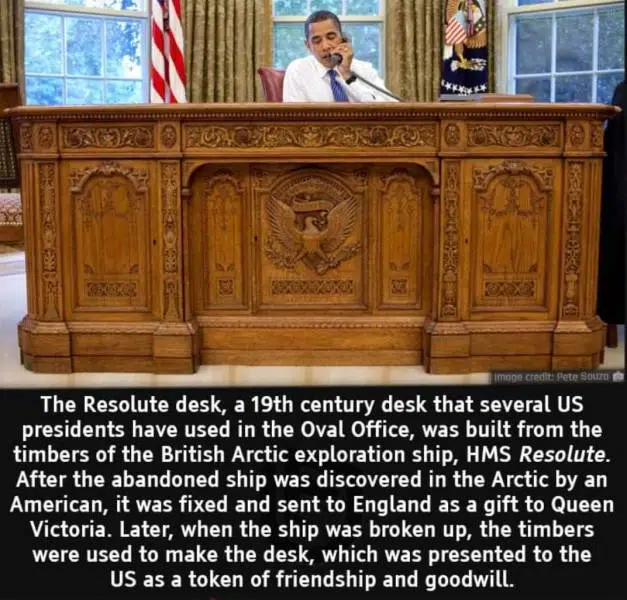 image credit: Pete Souza
The Resolute desk, a 19th century desk that several US
presidents have used in the Oval Office, was built from the
timbers of the British Arctic exploration ship, HMS Resolute.
After the abandoned ship was discovered in the Arctic by an
American, it was fixed and sent to England as a gift to Queen
Victoria. Later, when the ship was broken up, the timbers
were used to make the desk, which was presented to the
US as a token of friendship and goodwill.